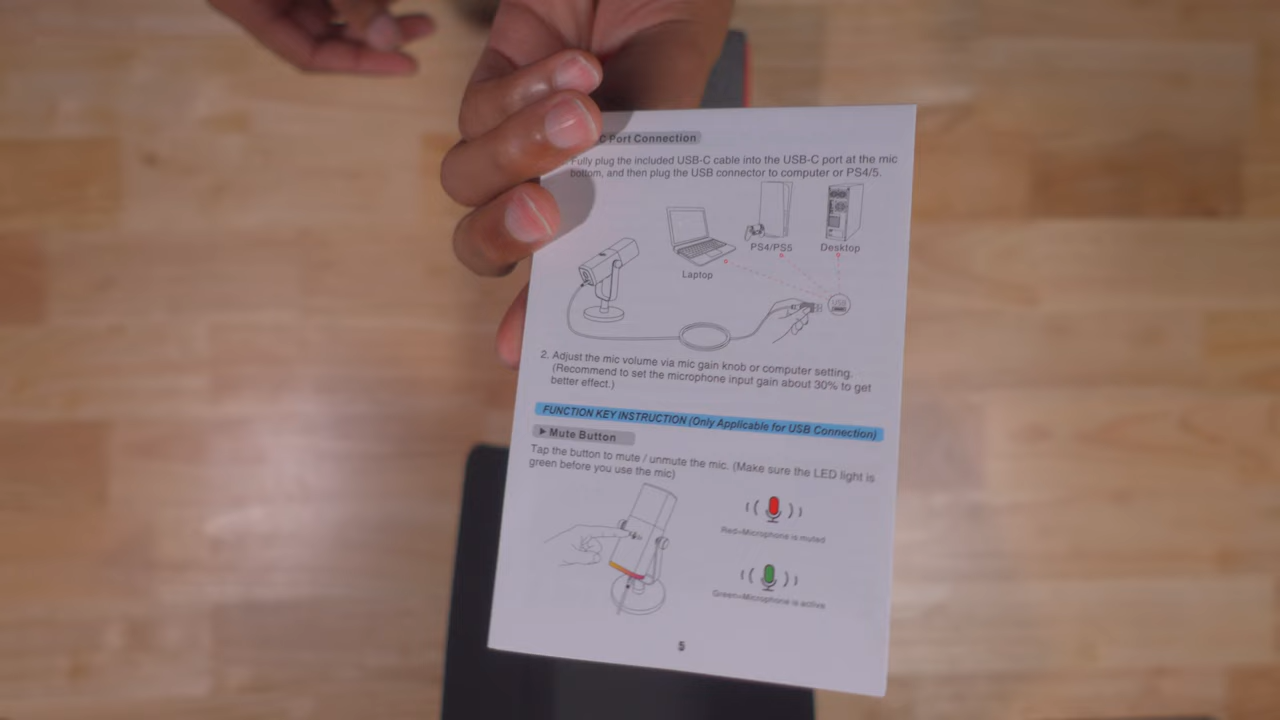 C Port Connection
Fully plug the included USB-C cable into the USB-C port at the mic
bottom, and then plug the USB connector to computer or PS4/5.
PS4/PS5
Desktop
Laptop
USB
2. Adjust the mic volume via mic gain knob or computer setting.
(Recommend to set the microphone input gain about 30% to get
better effect.)
FUNCTION KEY INSTRUCTION (Only Applicable for USB Connection)
► Mute Button
Tap the button to mute / unmute the mic. (Make sure the LED light is
green before you use the mic)
Red=Microphone is muted
Green=Microphone is active
5